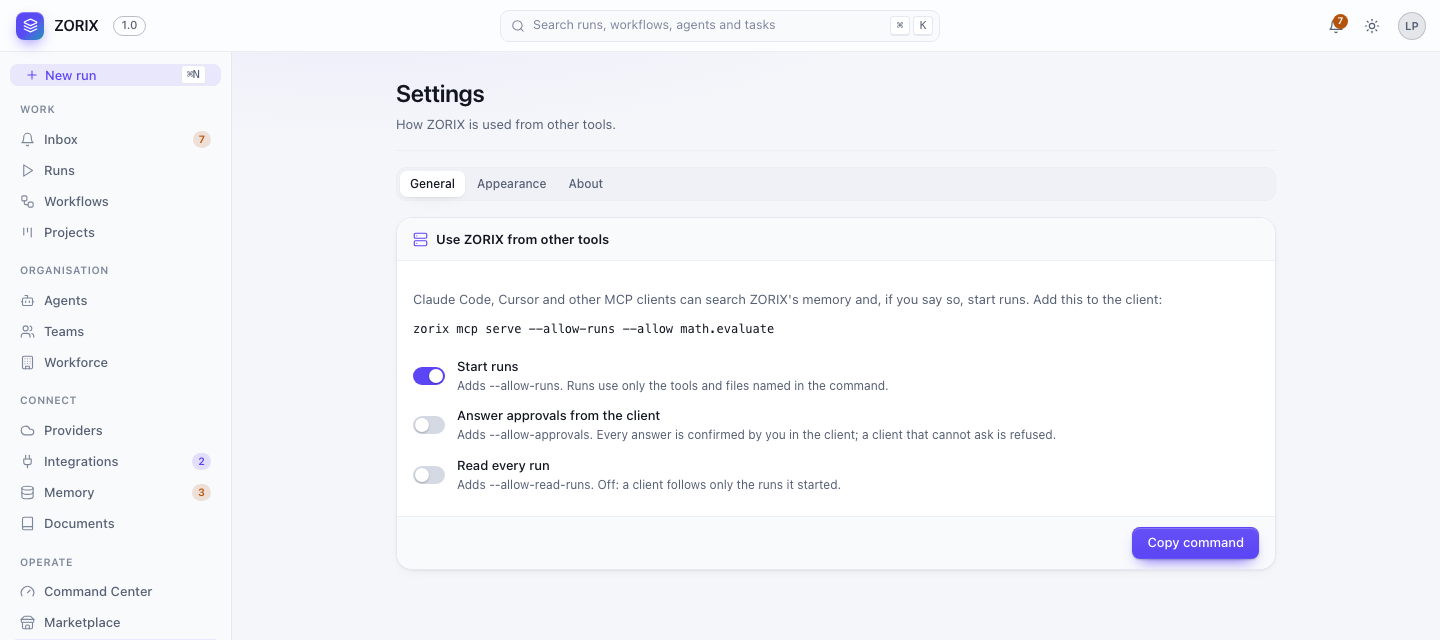 ZORIX 1.0
Search runs, workflows, agents and tasks ⌘ K
7
LP
New run ⌘N
WORK
Inbox 7
Runs
Workflows
Projects
ORGANISATION
Agents
Teams
Workforce
CONNECT
Providers
Integrations 2
Memory 3
Documents
OPERATE
Command Center
Marketplace
Settings
How ZORIX is used from other tools.
General Appearance About
Use ZORIX from other tools
Claude Code, Cursor and other MCP clients can search ZORIX's memory and, if you say so, start runs. Add this to the client:
zorix mcp serve --allow-runs --allow math.evaluate
Start runs
Adds --allow-runs. Runs use only the tools and files named in the command.
Answer approvals from the client
Adds --allow-approvals. Every answer is confirmed by you in the client; a client that cannot ask is refused.
Read every run
Adds --allow-read-runs. Off: a client follows only the runs it started.
Copy command